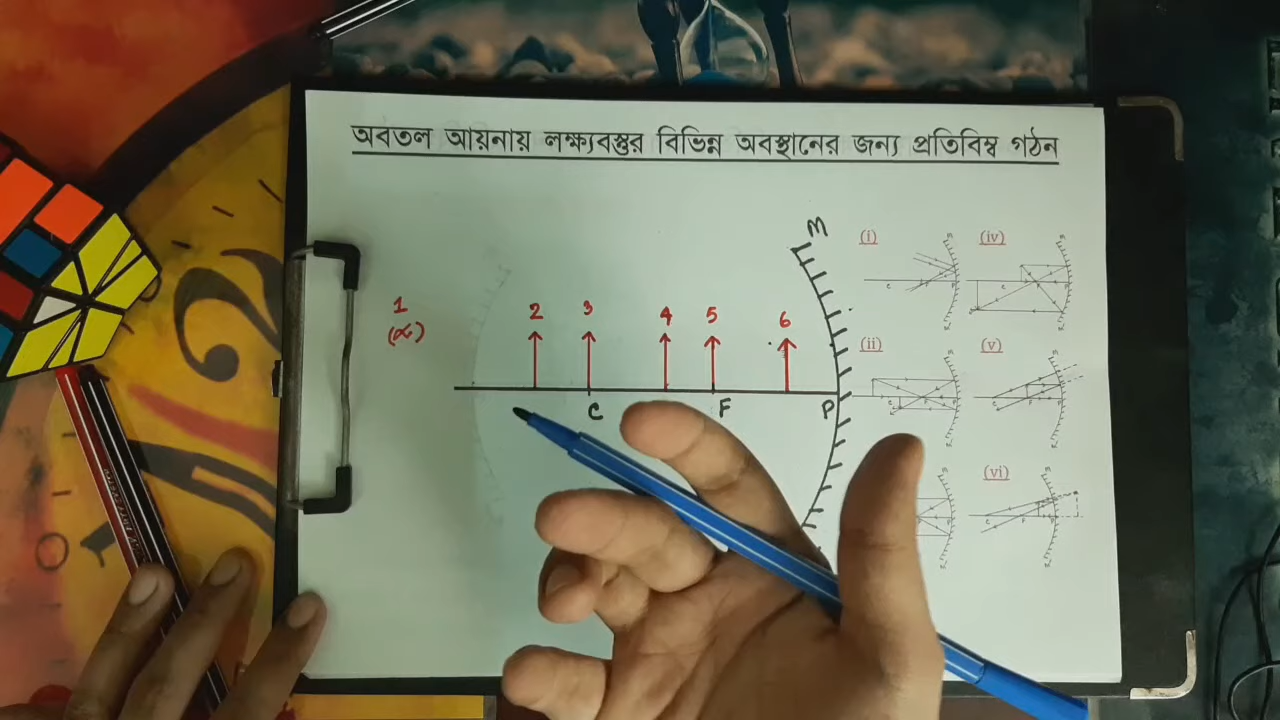 অবতল আয়নায় লক্ষ্যবস্তুর বিভিন্ন অবস্থানের জন্য প্রতিবিম্ব গঠন
M
1
(∝)
2 3 4 5 6
C F P
(i) (iv)
(ii) (v)
(vi)